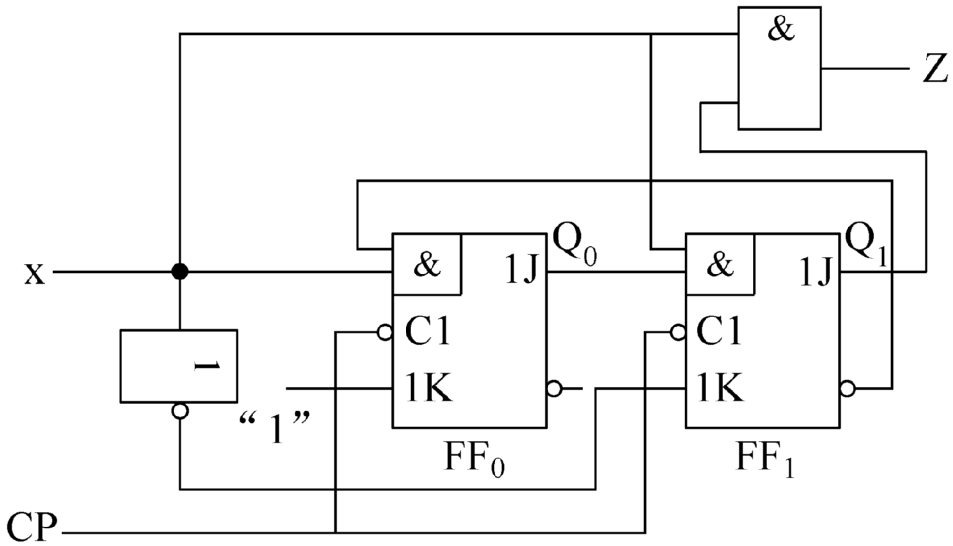 &
Z
Q₀
Q₁
x
&
1J
&
1J
C1
C1
1
1K
1K
“1”
FF₀
FF₁
CP